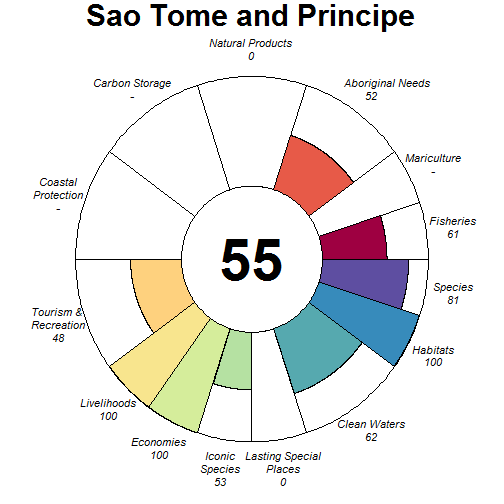 Sao Tome and Principe
Natural Products
0
Carbon Storage
-
Aboriginal Needs
52
Mariculture
-
Coastal
Protection
-
Fisheries
61
55
Species
81
Tourism &
Recreation
48
Habitats
100
Livelihoods
100
Clean Waters
62
Economies
100
Iconic
Species
53
Lasting Special
Places
0